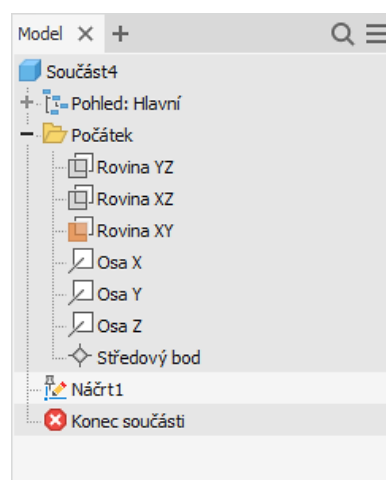 Model
Součást4
Pohled: Hlavní
Počátek
Rovina YZ
Rovina XZ
Rovina XY
Osa X
Osa Y
Osa Z
Středový bod
Náčrt1
Konec součásti